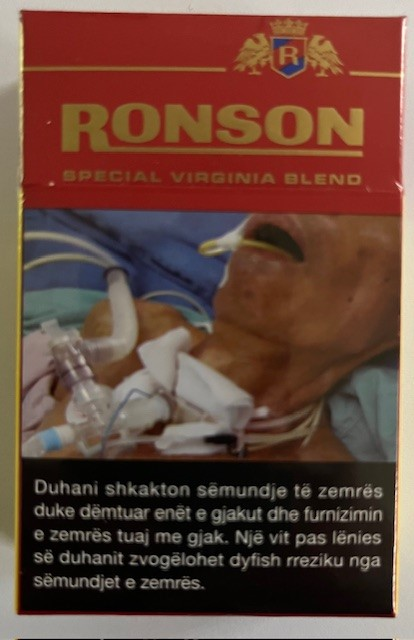 R
RONSON
SPECIAL VIRGINIA BLEND
Duhani shkakton sëmundje të zemrës
duke dëmtuar enët e gjakut dhe furnizimin
e zemrës tuaj me gjak. Një vit pas lënies
së duhanit zvogëlohet dyfish rreziku nga
sëmundjet e zemrës.